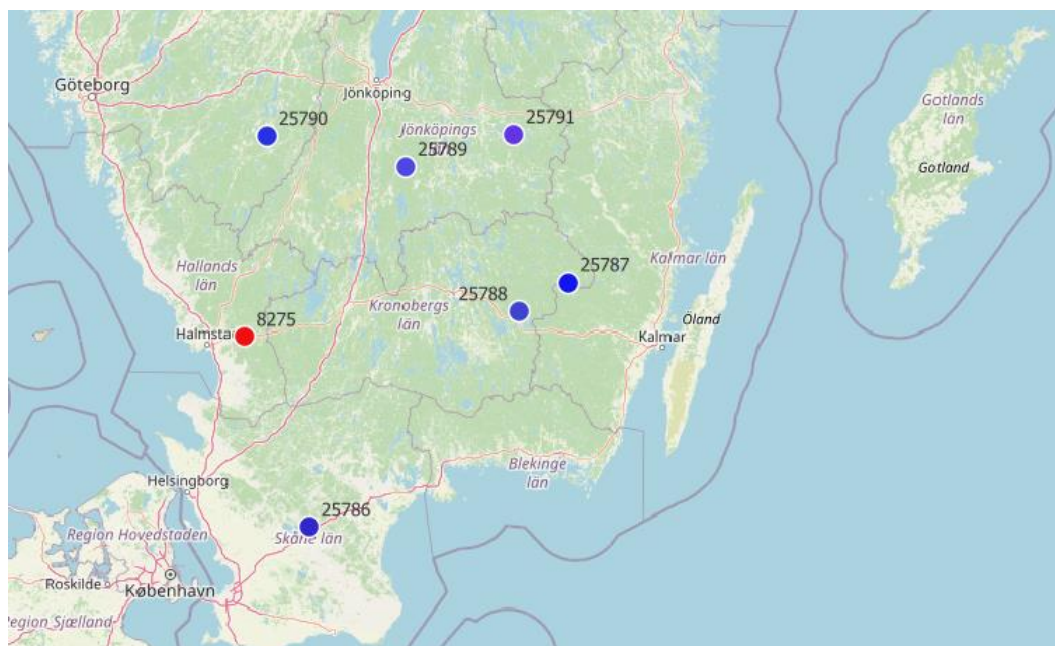 Göteborg
Jönköping
Gotlands
län
25790
25791
Jönköpings
25789
Gotland
Hallands
län
25787
Kalmar län
25788
Kronobergs
län
8275
Öland
Halmsta
Kalmar
Blekinge
län
Helsingborg
25786
Region Hovedstaden
Skåne län
Roskilde
København
Region Sjælland